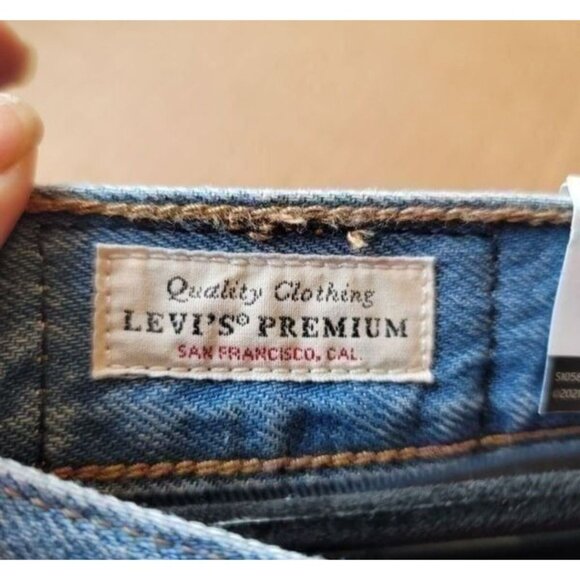 Quality Clothing
LEVI'S® PREMIUM
SAN FRANCISCO, CAL.